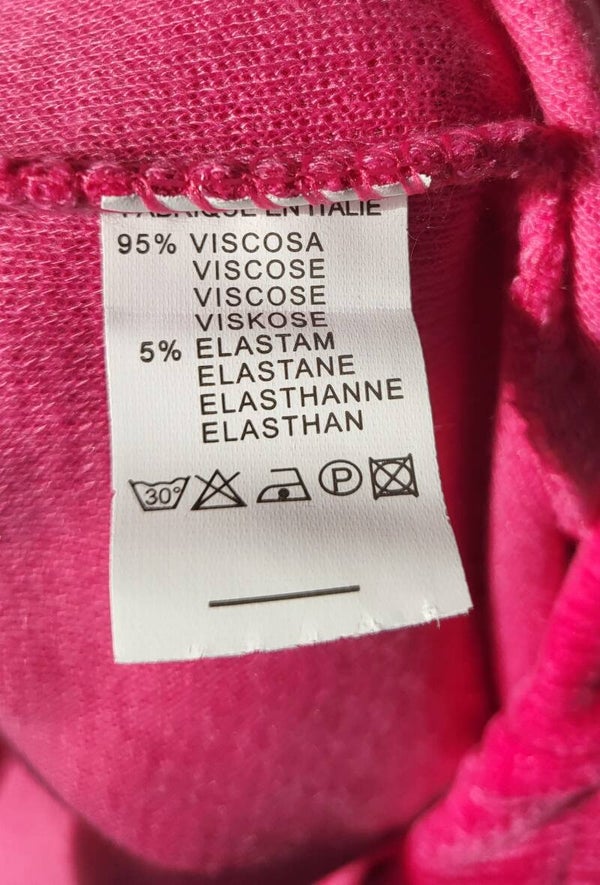 FABRIQUE EN ITALIE
95% VISCOSA
VISCOSE
VISCOSE
VISKOSE
5% ELASTAM
ELASTANE
ELASTHANNE
ELASTHAN
30° P